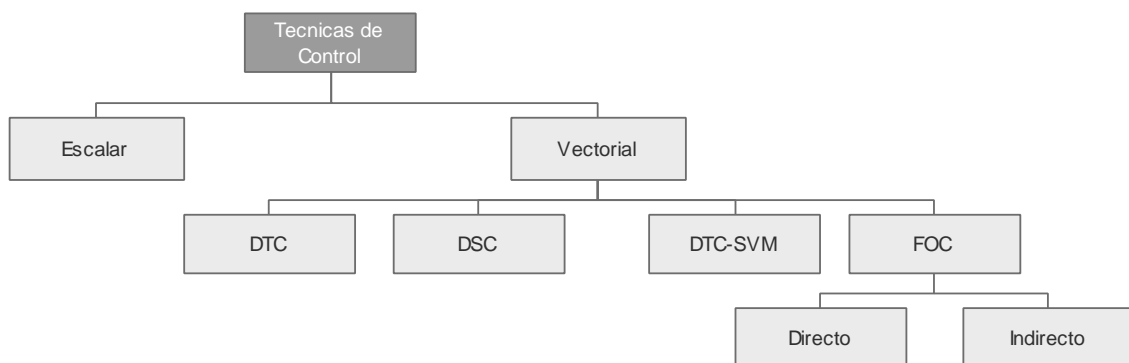 Tecnicas de
Control
Escalar
Vectorial
DTC
DSC
DTC-SVM
FOC
Directo
Indirecto